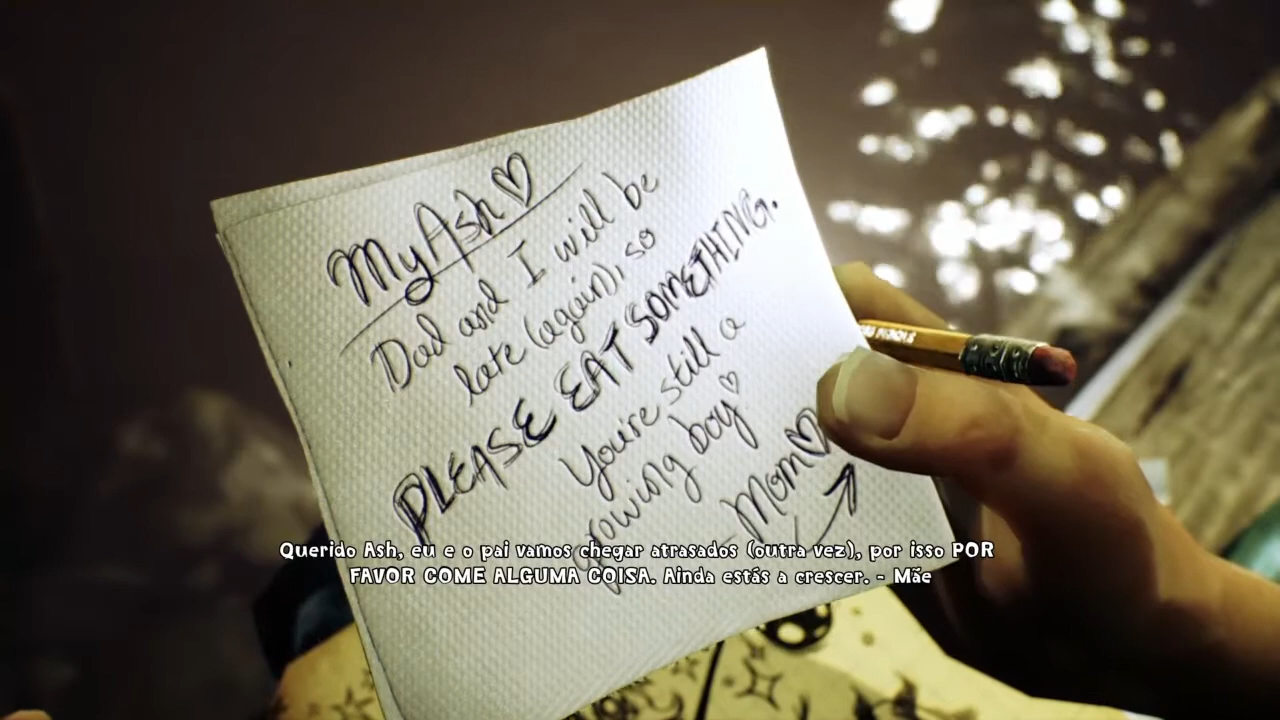 My Ash ♡
Dad and I will be
late (again), so
PLEASE EAT SOMETHING.
You're still a
growing boy ♡
- Mom ♡
Querido Ash, eu e o pai vamos chegar atrasados (outra vez), por isso POR
FAVOR COME ALGUMA COISA. Ainda estás a crescer. - Mãe